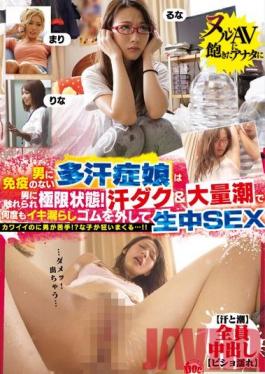 るな
まり
りな
ヌルいAVに
飽きたアナタに
男に
免疫のない
多汗症娘は
男に触れられ極限状態!汗ダク&大量潮で
何度もイキ漏らしゴムを外して生中SEX
カワイイのに男が苦手!?な子が狂いまくる…!!
…ダメッ!
出ちゃう…
【汗と潮】
全員
中出し
【ビショ濡れ】
DOC